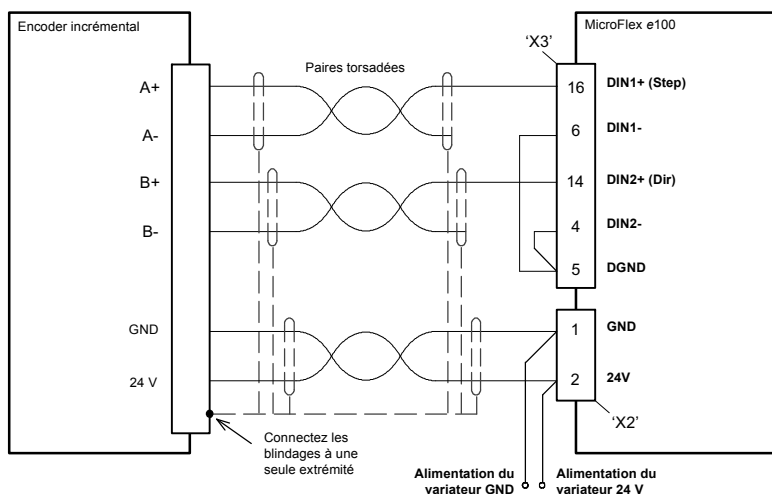 Encoder incrémental
MicroFlex e100
'X3'
Paires torsadées
A+
16
DIN1+ (Step)
A-
6
DIN1-
B+
14
DIN2+ (Dir)
B-
4
DIN2-
5
DGND
GND
1
GND
24 V
2
24V
'X2'
Connectez les
blindages à une
seule extrémité
Alimentation du
variateur GND
Alimentation du
variateur 24 V